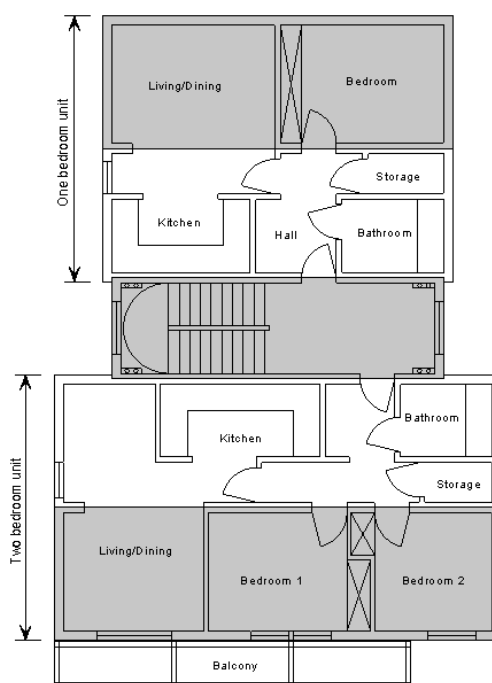 One bedroom unit
Living/Dining
Bedroom
Storage
Kitchen
Hall
Bathroom
Two bedroom unit
Bathroom
Kitchen
Storage
Living/Dining
Bedroom 1
Bedroom 2
Balcony